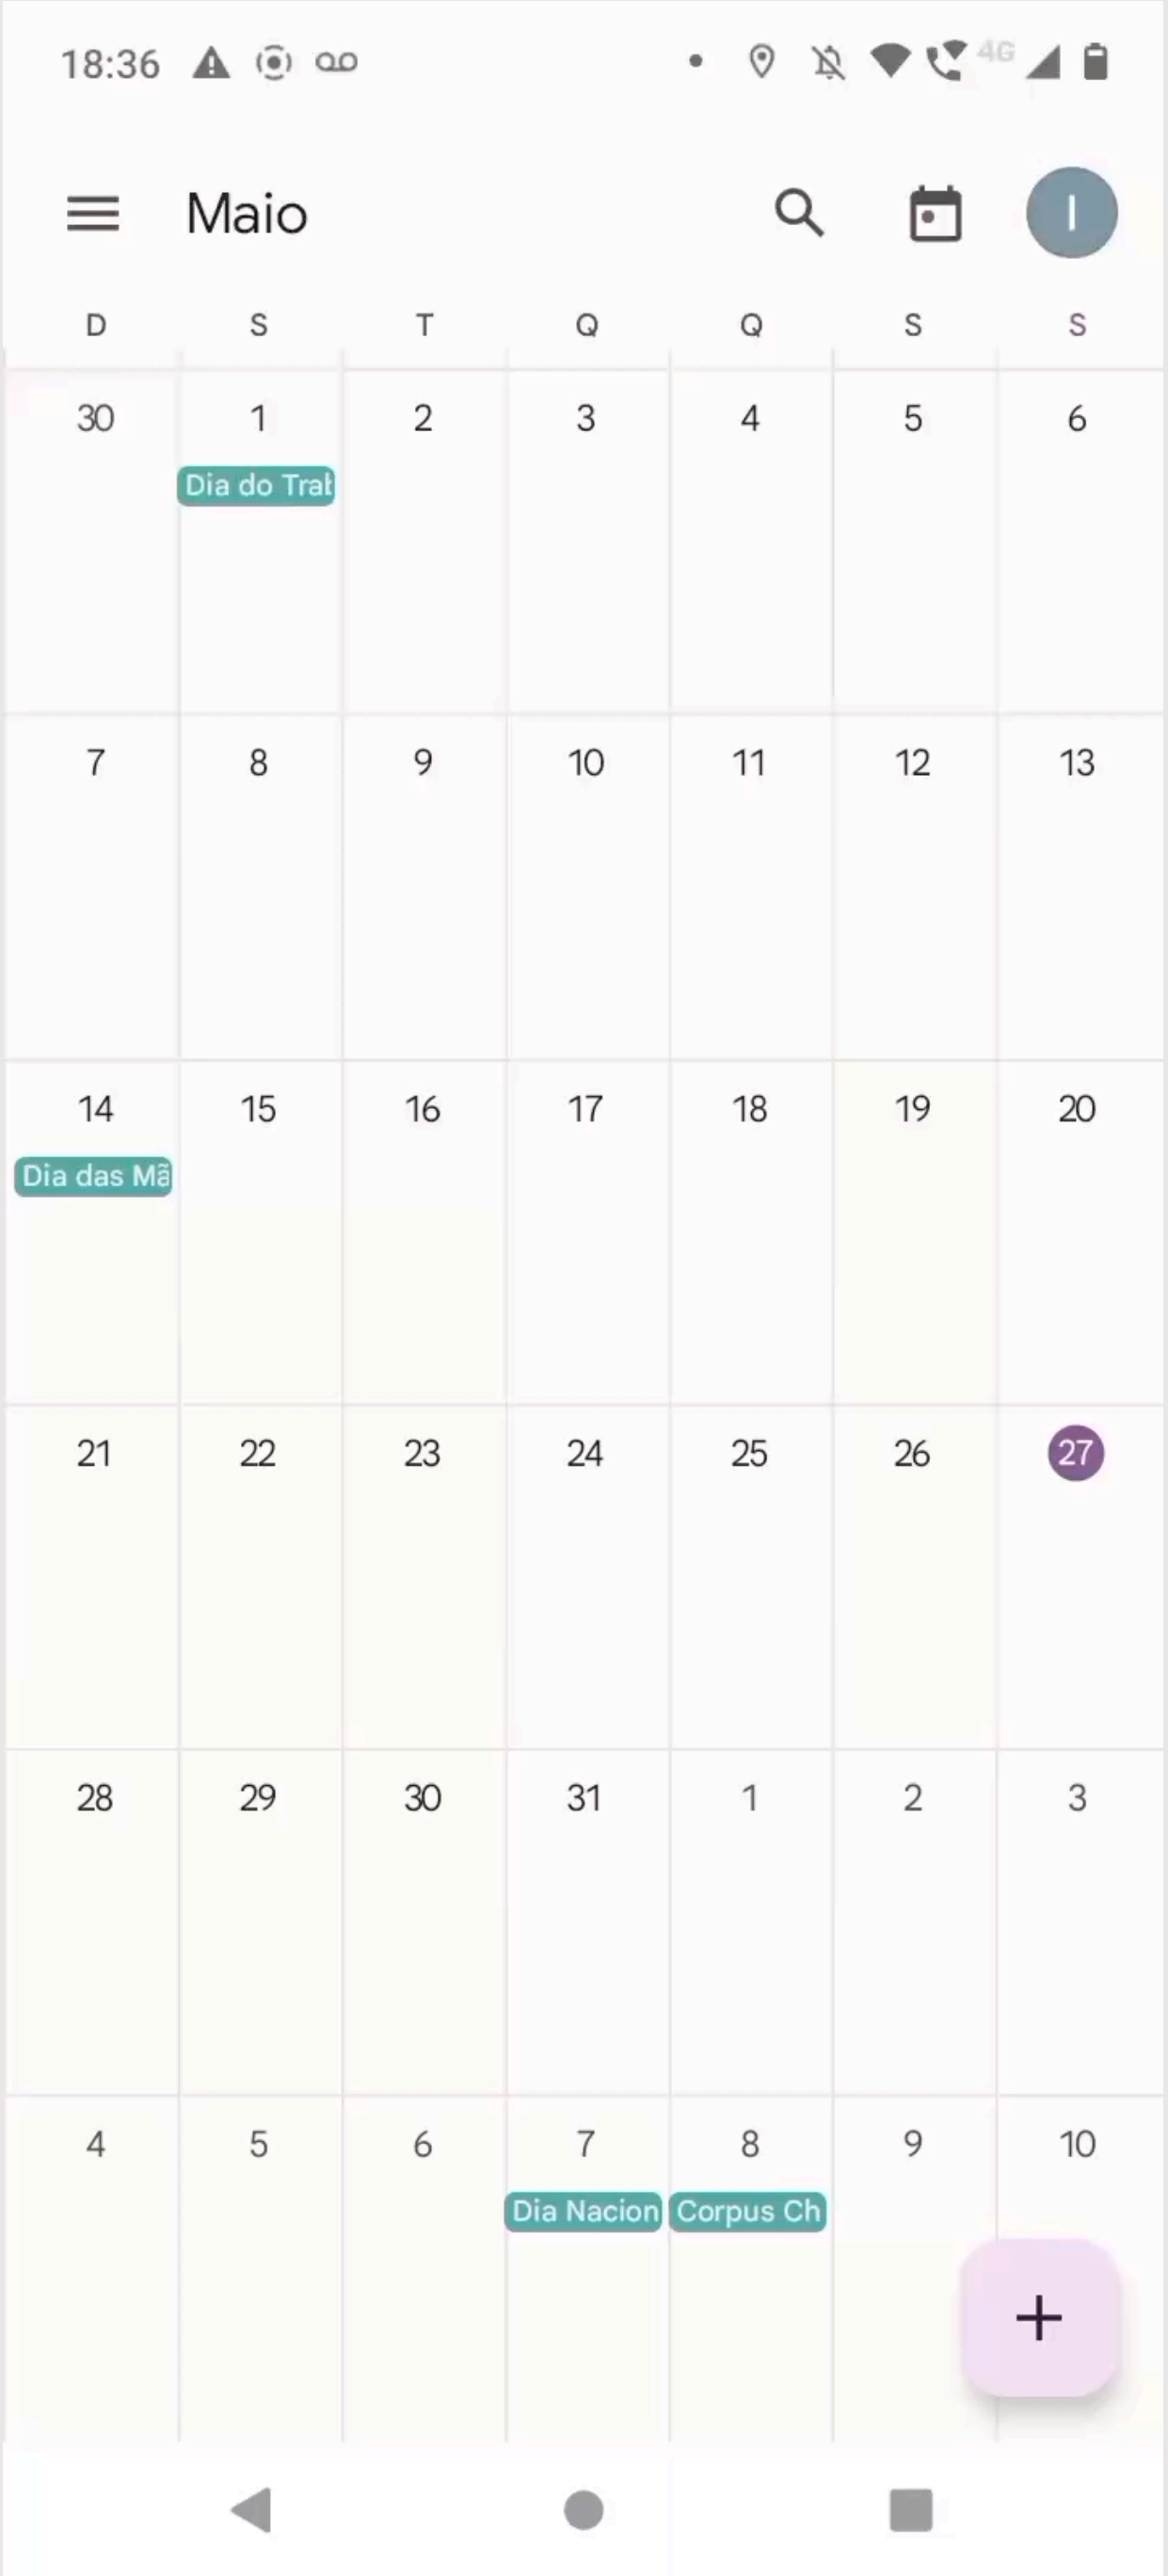 18:36 4G
Maio I
D S T Q Q S S
30 1 2 3 4 5 6
Dia do Trab
7 8 9 10 11 12 13
14 15 16 17 18 19 20
Dia das Mã
21 22 23 24 25 26 27
28 29 30 31 1 2 3
4 5 6 7 8 9 10
Dia Nacion Corpus Ch